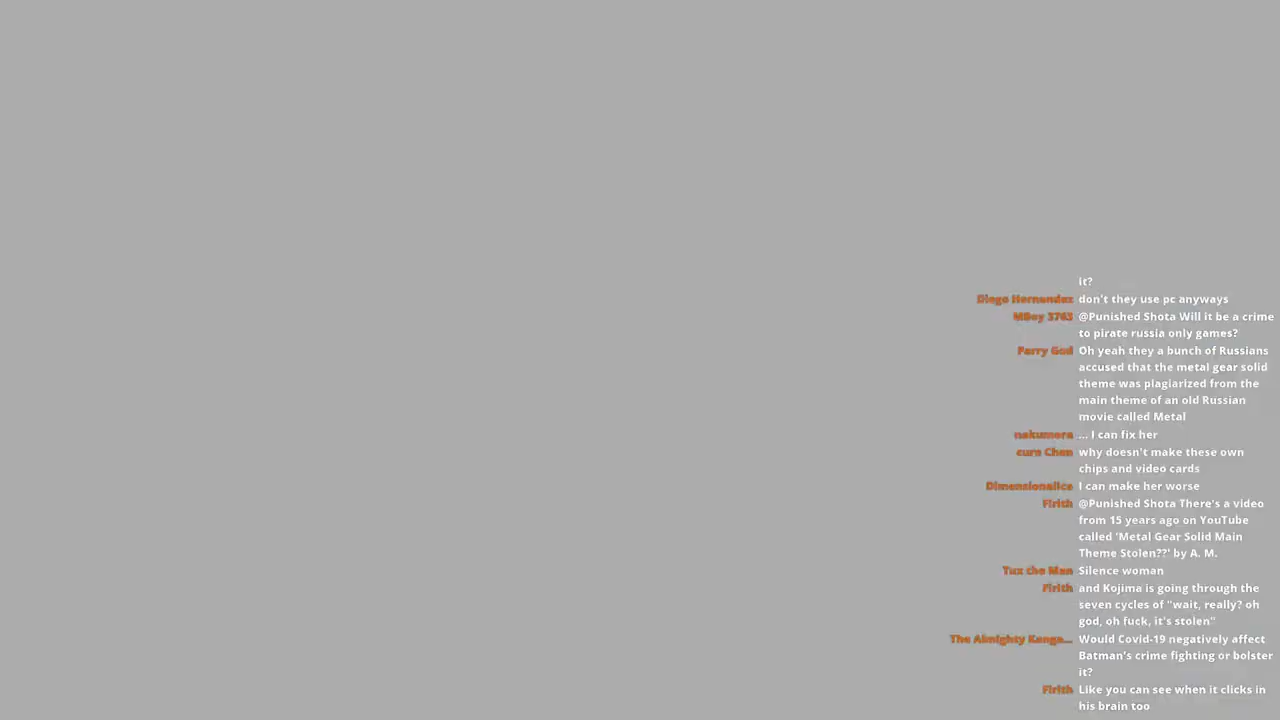 it?
Diego Hernandez don't they use pc anyways
MBoy 3763 @Punished Shota Will it be a crime
to pirate russia only games?
Parry God Oh yeah they a bunch of Russians
accused that the metal gear solid
theme was plagiarized from the
main theme of an old Russian
movie called Metal
nakumora ... I can fix her
cure Chan why doesn't make these own
chips and video cards
Dimensionalice I can make her worse
Firith @Punished Shota There's a video
from 15 years ago on YouTube
called 'Metal Gear Solid Main
Theme Stolen??' by A. M.
Tux the Man Silence woman
Firith and Kojima is going through the
seven cycles of "wait, really? oh
god, oh fuck, it's stolen"
The Almighty Kanga... Would Covid-19 negatively affect
Batman's crime fighting or bolster
it?
Firith Like you can see when it clicks in
his brain too